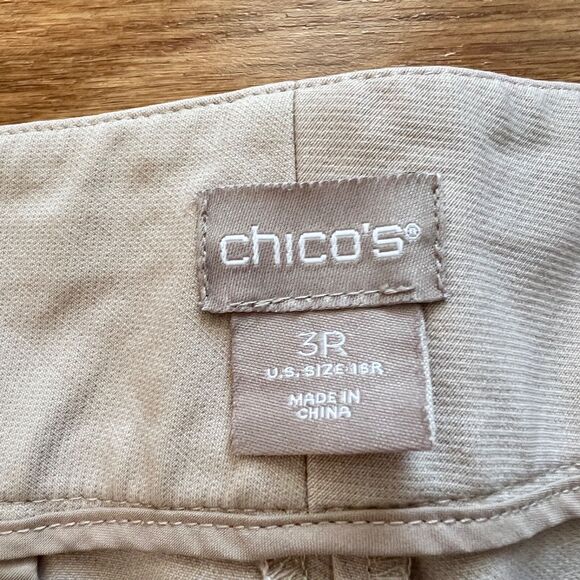 chico's®
3R
U.S. SIZE·16R
MADE IN
CHINA